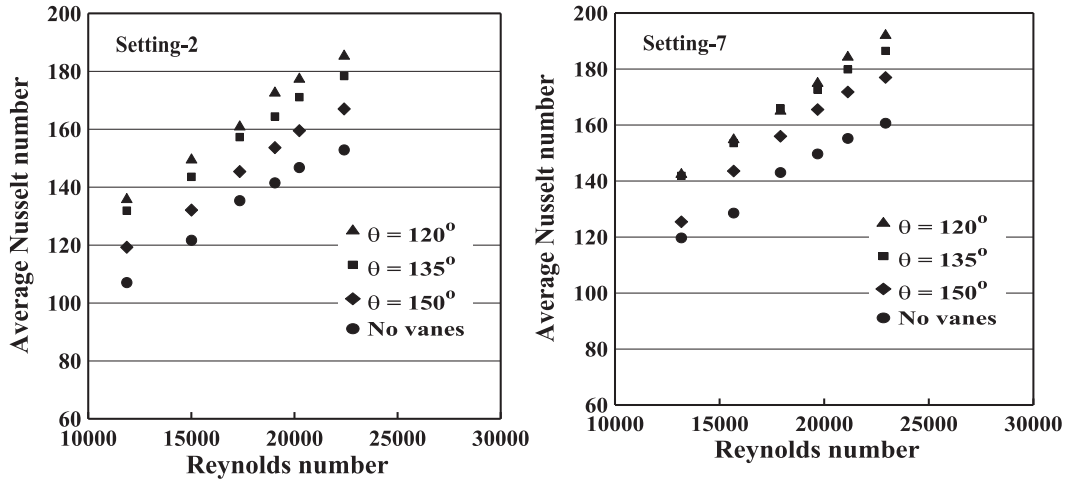 Setting-2
Average Nusselt number
200
180
160
140
120
100
80
60
10000 15000 20000 25000 30000
Reynolds number
θ = 120°
θ = 135°
θ = 150°
No vanes
Setting-7
Average Nusselt number
200
180
160
140
120
100
80
60
10000 15000 20000 25000 30000
Reynolds number
θ = 120°
θ = 135°
θ = 150°
No vanes